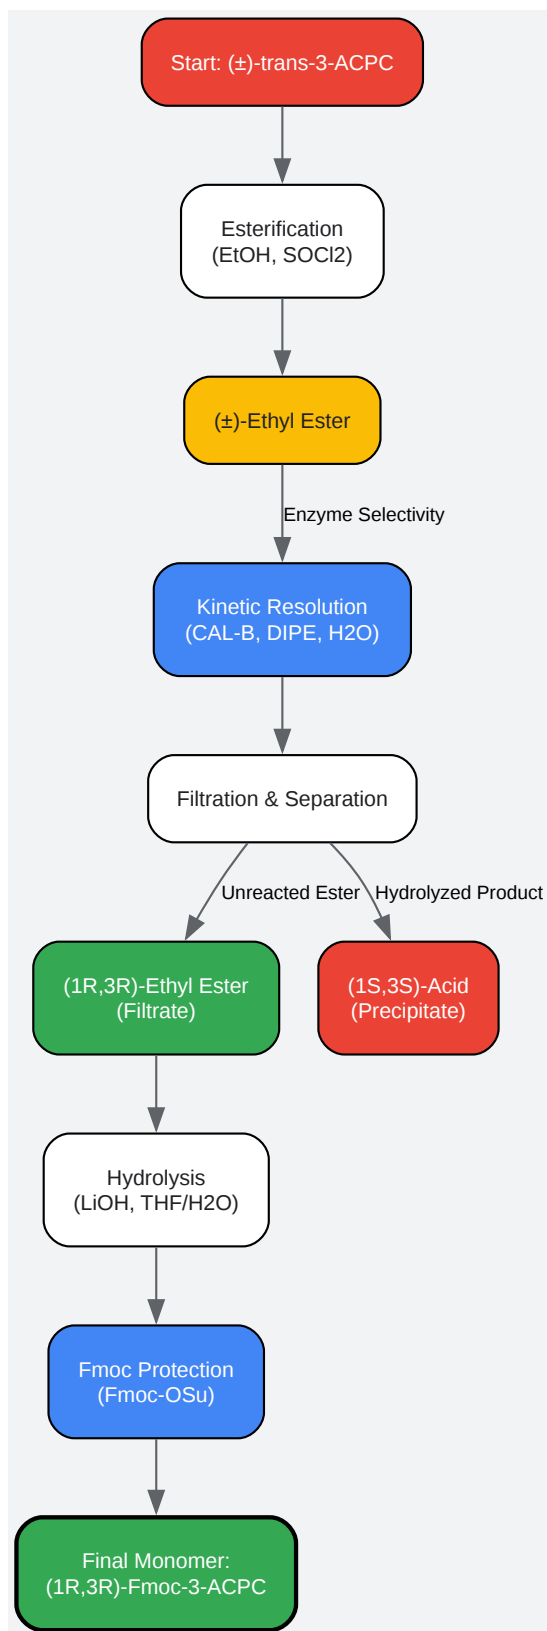 Start: (±)-trans-3-ACPC
Esterification
(EtOH, SOCl2)
(±)-Ethyl Ester
Enzyme Selectivity
Kinetic Resolution
(CAL-B, DIPE, H2O)
Filtration & Separation
Unreacted Ester
Hydrolyzed Product
(1R,3R)-Ethyl Ester
(Filtrate)
(1S,3S)-Acid
(Precipitate)
Hydrolysis
(LiOH, THF/H2O)
Fmoc Protection
(Fmoc-OSu)
Final Monomer:
(1R,3R)-Fmoc-3-ACPC